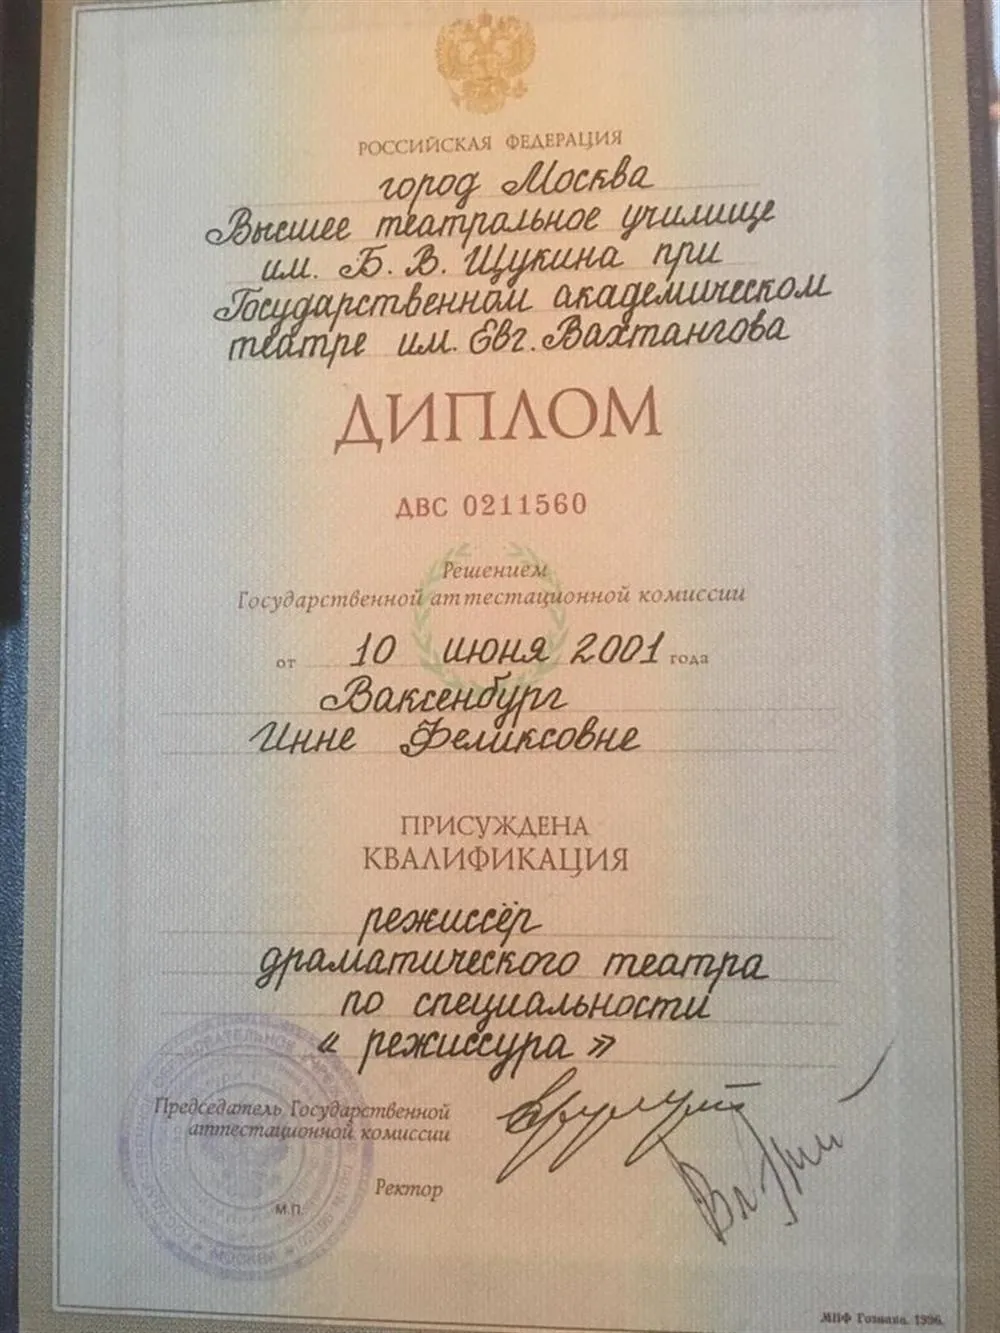 РОССИЙСКАЯ ФЕДЕРАЦИЯ
город Москва
Высшее театральное училище
им. Б. В. Щукина при
Государственном академическом
театре им. Евг. Вахтангова
ДИПЛОМ
ДВС 0211560
Решением
Государственной аттестационной комиссии
от 10 июня 2001 года
Ваксенбург
Инне Феликсовне
ПРИСУЖДЕНА
КВАЛИФИКАЦИЯ
режиссёр
драматического театра
по специальности
« режиссура »
Председатель Государственной
аттестационной комиссии
Ректор
М.П.
МОСКВА
МПФ Гознака. 1996.